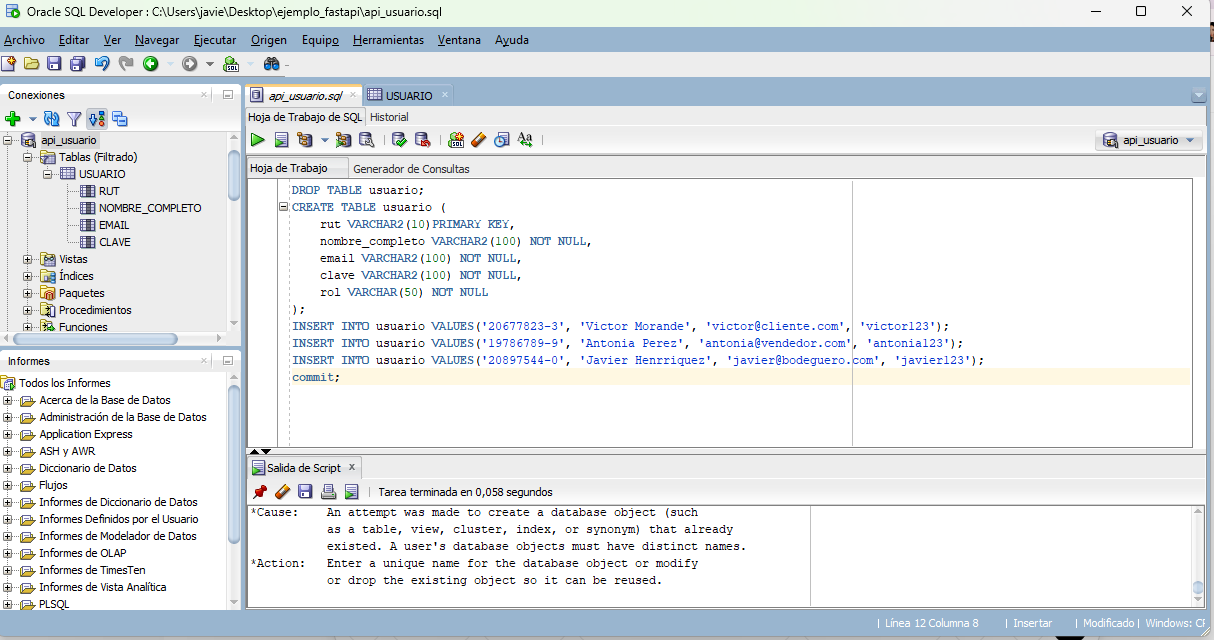 Oracle SQL Developer : C:\Users\javie\Desktop\ejemplo_fastapi\api_usuario.sql
Archivo Editar Ver Navegar Ejecutar Origen Equipo Herramientas Ventana Ayuda
Conexiones
api_usuario
Tablas (Filtrado)
USUARIO
RUT
NOMBRE_COMPLETO
EMAIL
CLAVE
Vistas
Índices
Paquetes
Procedimientos
Funciones
Informes
Todos los Informes
Acerca de la Base de Datos
Administración de la Base de Datos
Application Express
ASH y AWR
Diccionario de Datos
Flujos
Informes de Diccionario de Datos
Informes Definidos por el Usuario
Informes de Modelador de Datos
Informes de OLAP
Informes de TimesTen
Informes de Vista Analítica
PLSQL
api_usuario.sql USUARIO
Hoja de Trabajo de SQL Historial
api_usuario
Hoja de Trabajo Generador de Consultas
DROP TABLE usuario;
CREATE TABLE usuario (
rut VARCHAR2(10)PRIMARY KEY,
nombre_completo VARCHAR2(100) NOT NULL,
email VARCHAR2(100) NOT NULL,
clave VARCHAR2(100) NOT NULL,
rol VARCHAR(50) NOT NULL
);
INSERT INTO usuario VALUES('20677823-3', 'Victor Morande', 'victor@cliente.com', 'victor123');
INSERT INTO usuario VALUES('19786789-9', 'Antonia Perez', 'antonia@vendedor.com', 'antonia123');
INSERT INTO usuario VALUES('20897544-0', 'Javier Henrriquez', 'javier@bodeguero.com', 'javier123');
commit;
Salida de Script
Tarea terminada en 0,058 segundos
*Cause: An attempt was made to create a database object (such
as a table, view, cluster, index, or synonym) that already
existed. A user's database objects must have distinct names.
*Action: Enter a unique name for the database object or modify
or drop the existing object so it can be reused.
| Línea 12 Columna 8 | Insertar | Modificado | Windows: CF